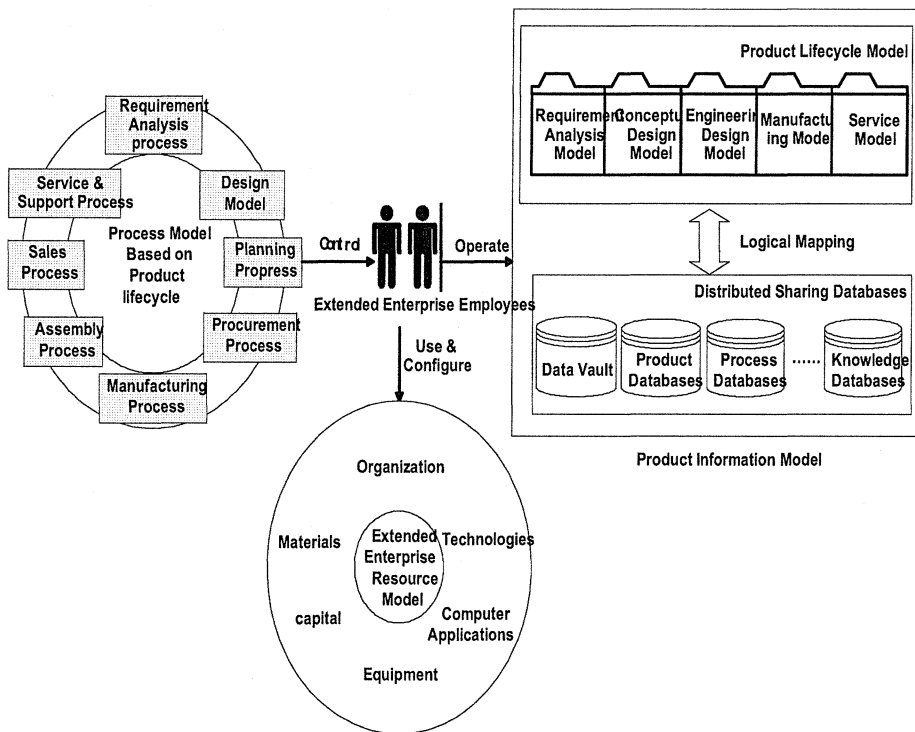 Requirement
Analysis
process
Service &
Support Process
Design
Model
Process Model
Based on
Product
lifecycle
Sales
Process
Planning
Propress
Assembly
Process
Procurement
Process
Manufacturing
Process
Control
Extended Enterprise Employees
Operate
Use &
Configure
Product Lifecycle Model
Requirement
Analysis
Model
Conceptu
Design
Model
Engineerin
Design
Model
Manufactu
ing Mode
Service
Model
Logical Mapping
Distributed Sharing Databases
Data Vault
Product
Databases
Process
Databases
......
Knowledge
Databases
Product Information Model
Organization
Materials
Extended
Enterprise
Resource
Model
Technologies
capital
Computer
Applications
Equipment